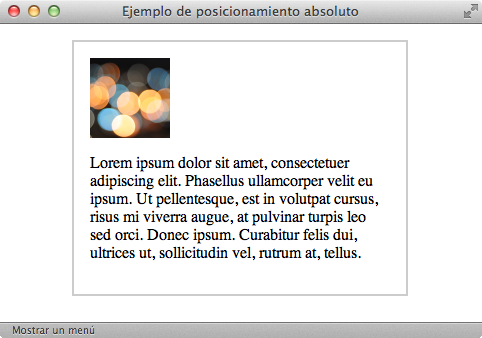 Ejemplo de posicionamiento absoluto
Lorem ipsum dolor sit amet, consectetuer
adipiscing elit. Phasellus ullamcorper velit eu
ipsum. Ut pellentesque, est in volutpat cursus,
risus mi viverra augue, at pulvinar turpis leo
sed orci. Donec ipsum. Curabitur felis dui,
ultrices ut, sollicitudin vel, rutrum at, tellus.
Mostrar un menú